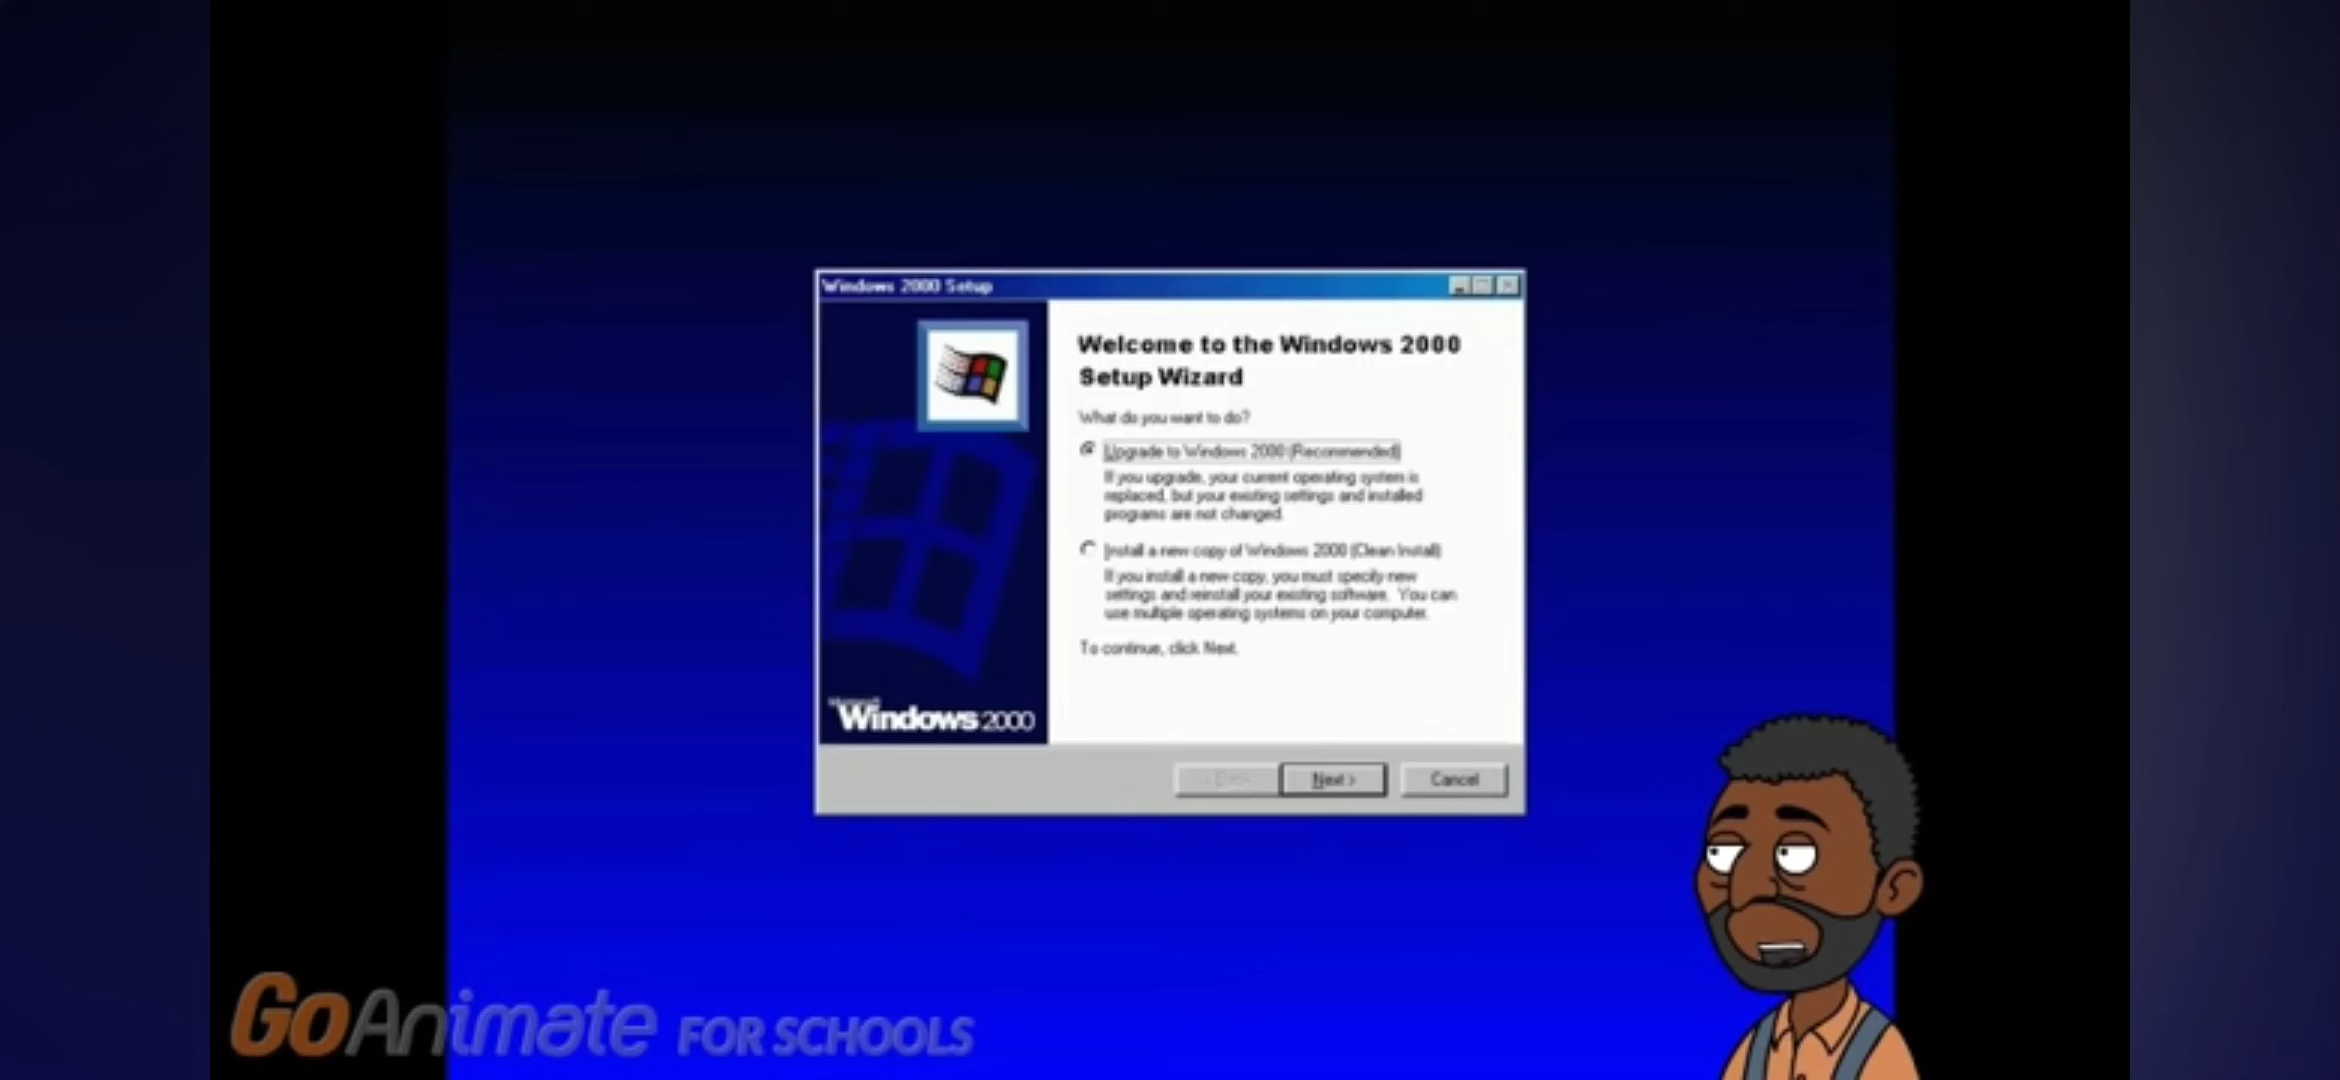 Windows 2000 Setup
Welcome to the Windows 2000
Setup Wizard
What do you want to do?
Upgrade to Windows 2000 (Recommended)
If you upgrade, your current operating system is
replaced, but your existing settings and installed
programs are not changed.
Install a new copy of Windows 2000 (Clean Install)
If you install a new copy, you must specify new
settings and reinstall your existing software. You can
use multiple operating systems on your computer.
To continue, click Next.
Windows 2000
Next >
Cancel
GoAnimate FOR SCHOOLS